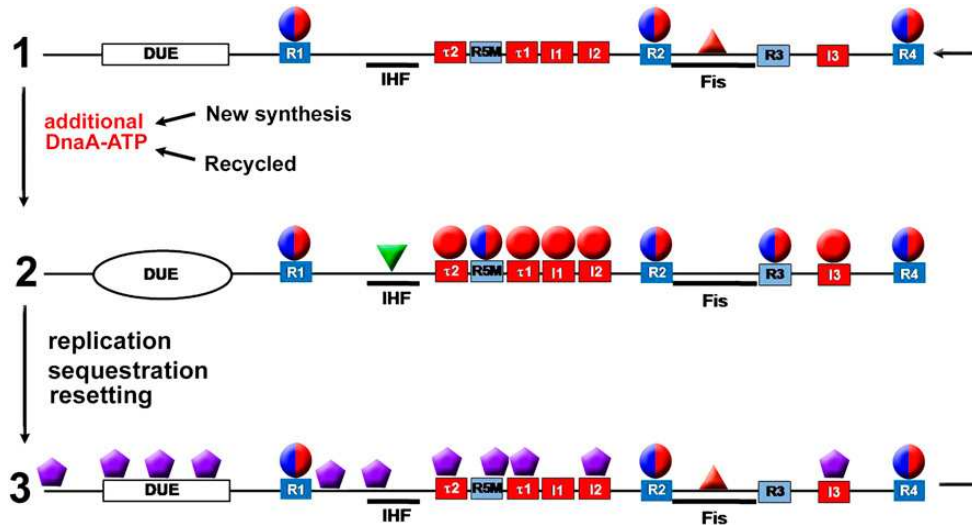 1 DUE R1 IHF τ2 R5M τ1 I1 I2 R2 Fis R3 I3 R4
additional
DnaA-ATP
New synthesis
Recycled
2 DUE R1 IHF τ2 R5M τ1 I1 I2 R2 Fis R3 I3 R4
replication
sequestration
resetting
3 DUE R1 IHF τ2 R5M τ1 I1 I2 R2 Fis R3 I3 R4